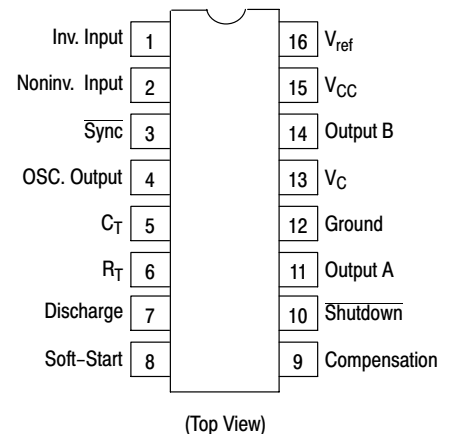 Inv. Input 1 16 Vref
Noninv. Input 2 15 VCC
Sync 3 14 Output B
OSC. Output 4 13 VC
CT 5 12 Ground
RT 6 11 Output A
Discharge 7 10 Shutdown
Soft−Start 8 9 Compensation
(Top View)